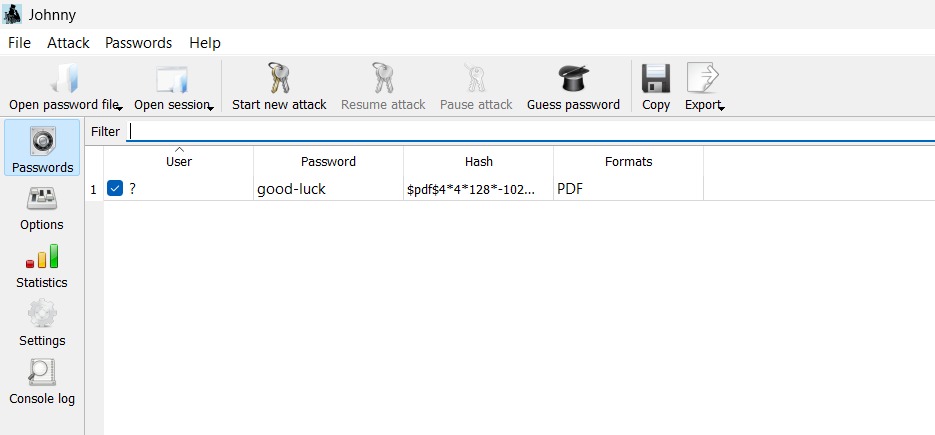 Johnny
File Attack Passwords Help
Open password file Open session Start new attack Resume attack Pause attack Guess password Copy Export
Passwords
Options
Statistics
Settings
Console log
Filter
User Password Hash Formats
1 ? good-luck $pdf$4*4*128*-102... PDF